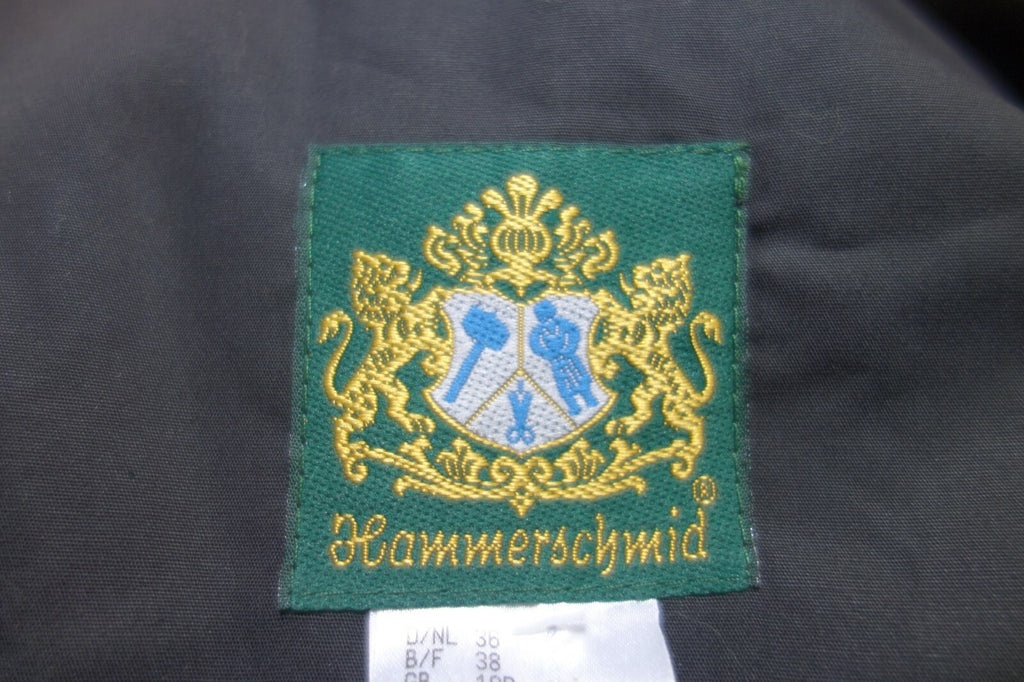 Hammerschmid ®
D/NL 36
B/F 38